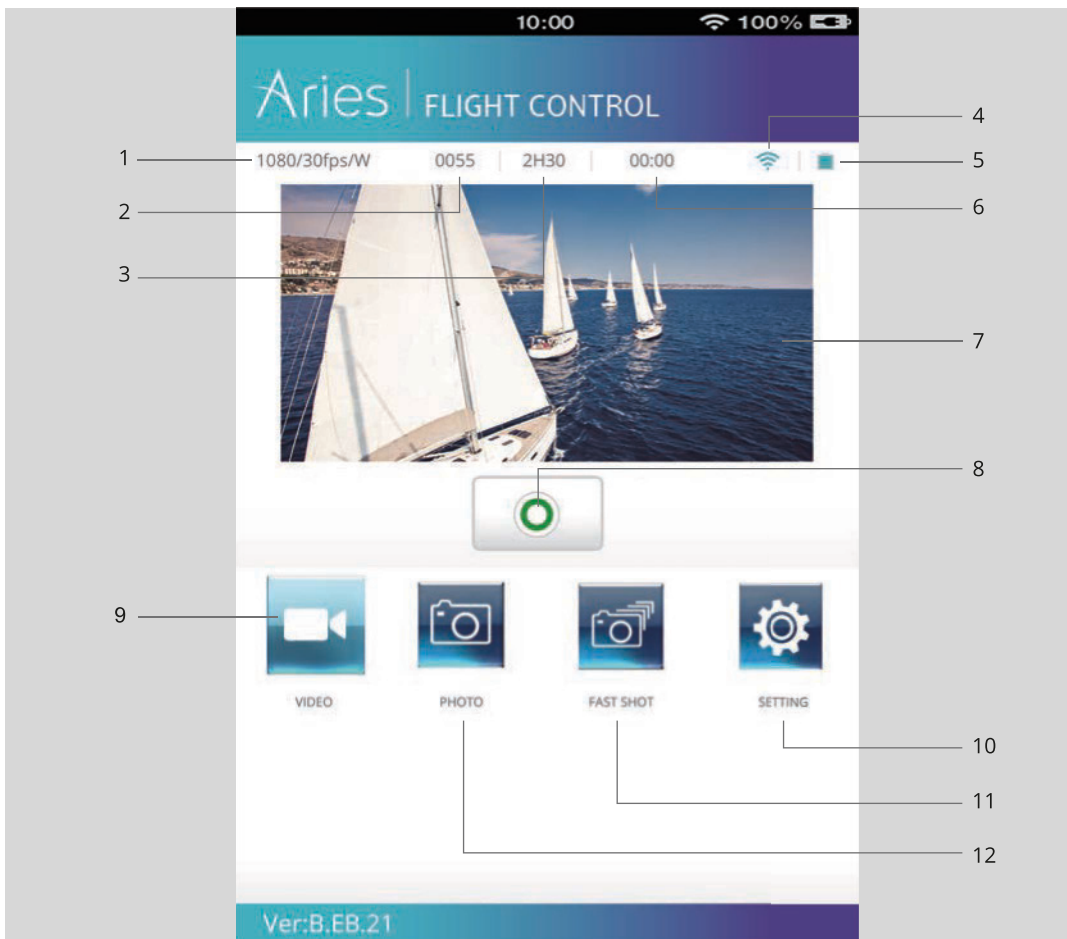 10:00 100%
Aries FLIGHT CONTROL
4
1 1080/30fps/W 0055 2H30 00:00 5
2 6
3
7
8
9
VIDEO PHOTO FAST SHOT SETTING
10
11
12
Ver:B.EB.21